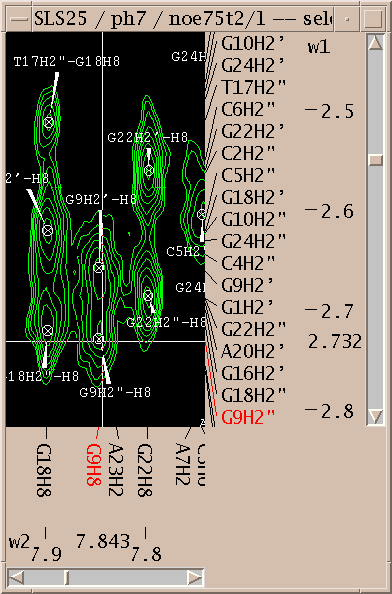 SLS25 / ph7 / noe75t2/1 -- sele
T17H2"-G18H8
G24H
G22H2'-H8
2'-H8
G9H2'-H8
C5H2
G24H
G22H2"-H8
18H2"-H8
G9H2"-H8
G10H2'
G24H2'
T17H2"
C6H2"
G22H2'
C2H2"
C5H2"
G18H2'
G10H2"
G24H2"
C4H2"
G9H2'
G1H2'
G22H2"
A20H2'
G16H2'
G18H2"
G9H2"
w1
-2.5
-2.6
-2.7
2.732
-2.8
G18H8
G9H8
A23H2
G22H8
A7H2
w2
7.9
7.843
7.8